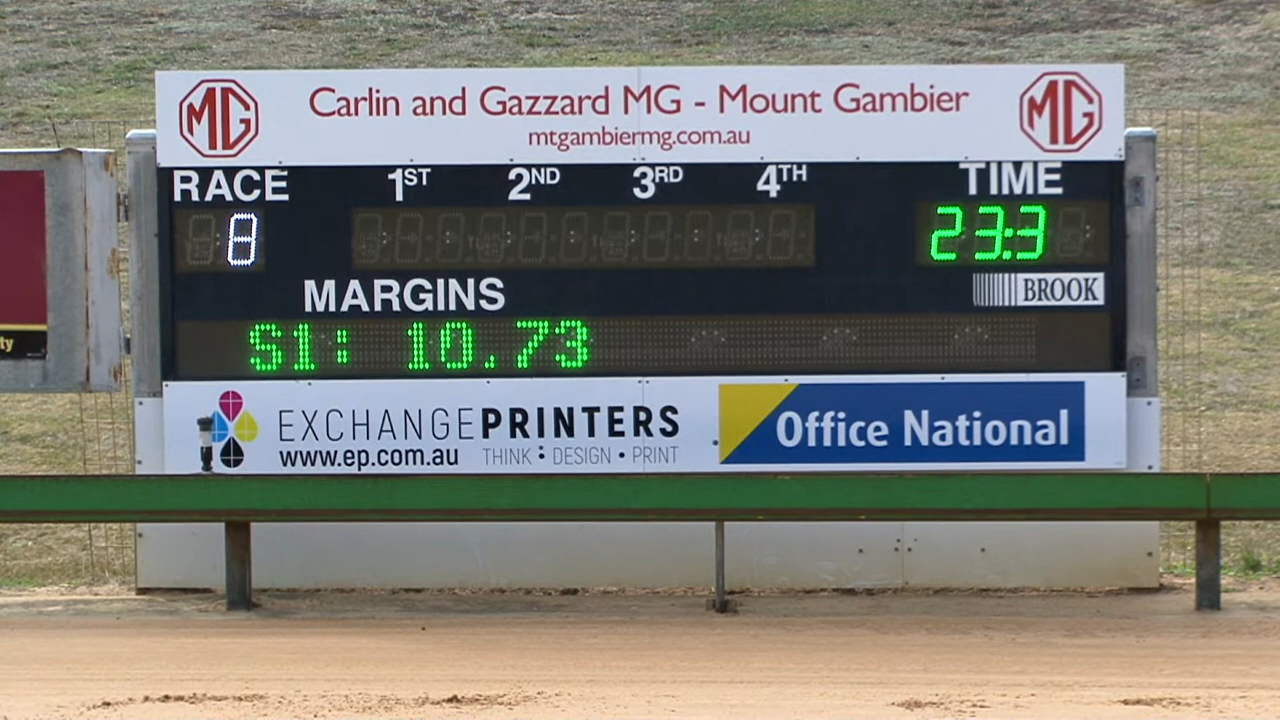 MG Carlin and Gazzard MG - Mount Gambier MG
mtgambiermg.com.au
RACE 1ST 2ND 3RD 4TH TIME
8 23:3
BROOK
MARGINS
S1: 10.73
ty
EXCHANGEPRINTERS
www.ep.com.au THINK : DESIGN • PRINT
Office National